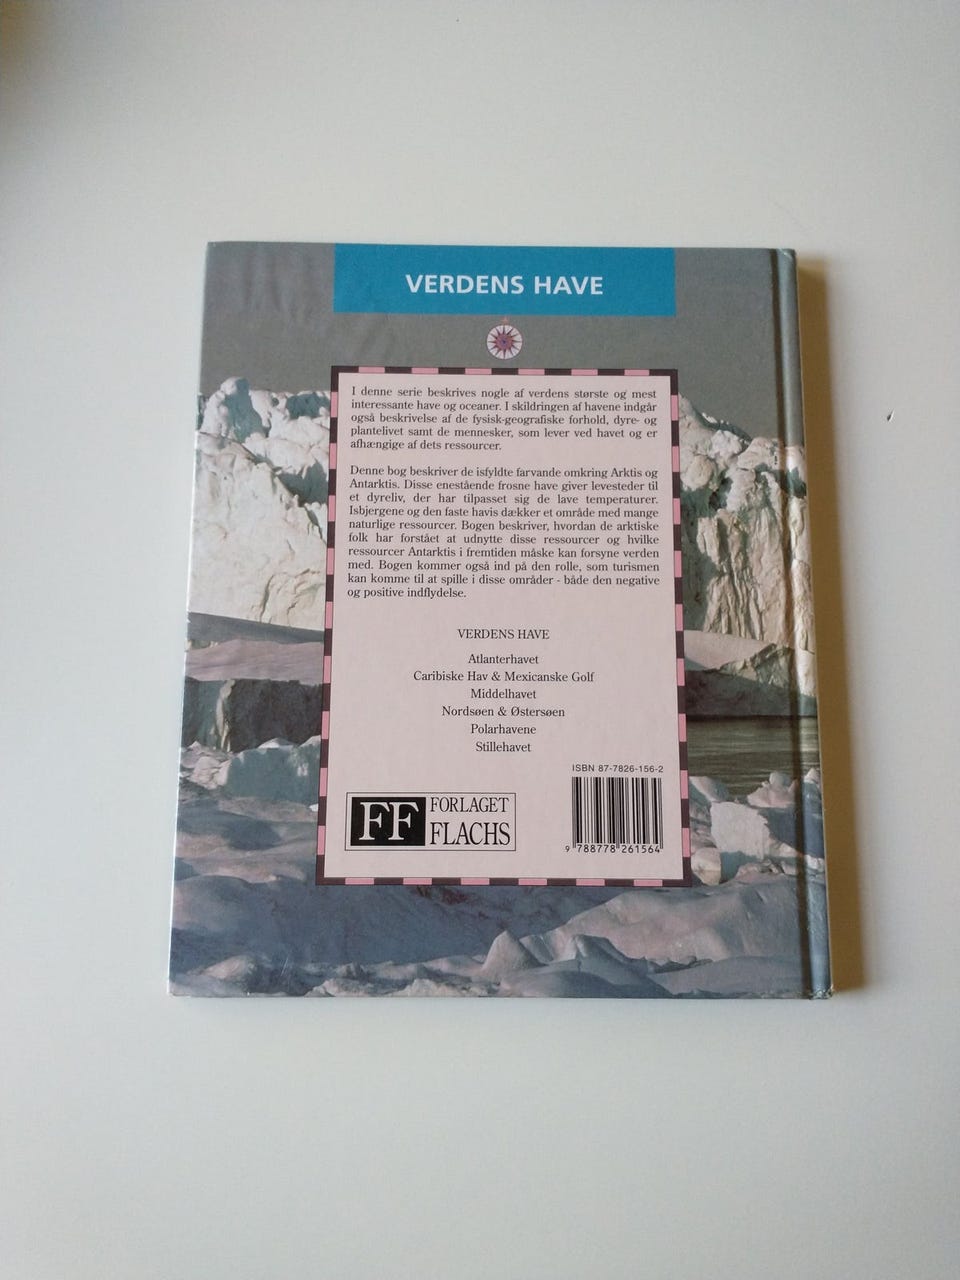 VERDENS HAVE
I denne serie beskrives nogle af verdens største og mest
interessante have og oceaner. I skildringen af havene indgår
også beskrivelse af de fysisk-geografiske forhold, dyre- og
plantelivet samt de mennesker, som lever ved havet og er
afhængige af dets ressourcer.
Denne bog beskriver de isfyldte farvande omkring Arktis og
Antarktis. Disse enestående frosne have giver levesteder til
et dyreliv, der har tilpasset sig de lave temperaturer.
Isbjergene og den faste havis dækker et område med mange
naturlige ressourcer. Bogen beskriver, hvordan de arktiske
folk har forstået at udnytte disse ressourcer og hvilke
ressourcer Antarktis i fremtiden måske kan forsyne verden
med. Bogen kommer også ind på den rolle, som turismen
kan komme til at spille i disse områder - både den negative
og positive indflydelse.
VERDENS HAVE
Atlanterhavet
Caribiske Hav & Mexicanske Golf
Middelhavet
Nordsøen & Østersøen
Polarhavene
Stillehavet
ISBN 87-7826-156-2
FF FORLAGET
FLACHS
9 788778 261564